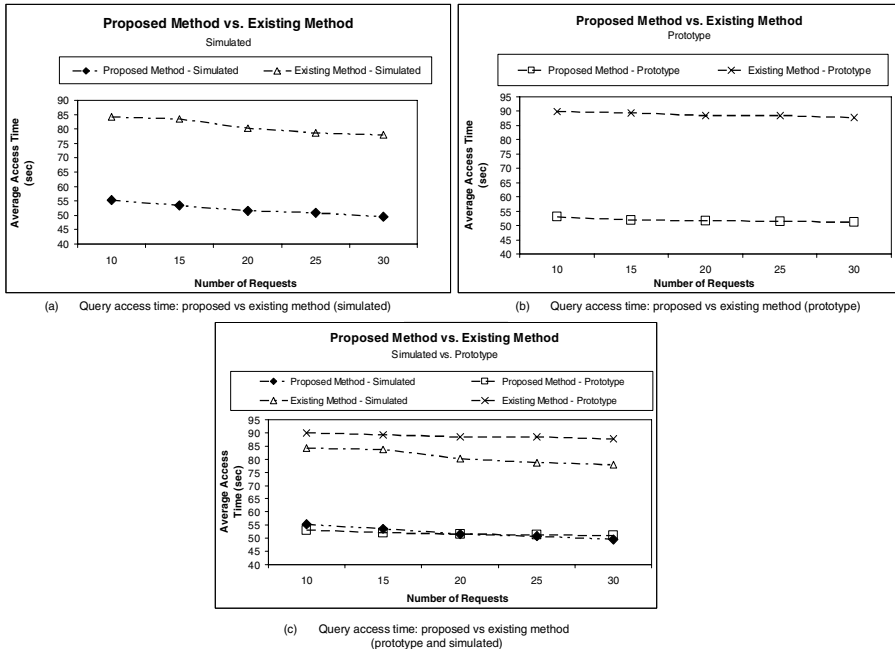 Proposed Method vs. Existing Method
Simulated
Proposed Method - Simulated
Existing Method - Simulated
Average Access Time
(sec)
90
85
80
75
70
65
60
55
50
45
40
10 15 20 25 30
Number of Requests
(a) Query access time: proposed vs existing method (simulated)
Proposed Method vs. Existing Method
Prototype
Proposed Method - Prototype
Existing Method - Prototype
Average Access Time
(sec)
95
90
85
80
75
70
65
60
55
50
45
40
10 15 20 25 30
Number of Requests
(b) Query access time: proposed vs existing method (prototype)
Proposed Method vs. Existing Method
Simulated vs. Prototype
Proposed Method - Simulated
Proposed Method - Prototype
Existing Method - Simulated
Existing Method - Prototype
Average Access
Time (sec)
95
90
85
80
75
70
65
60
55
50
45
40
10 15 20 25 30
Number of Requests
(c) Query access time: proposed vs existing method
(prototype and simulated)